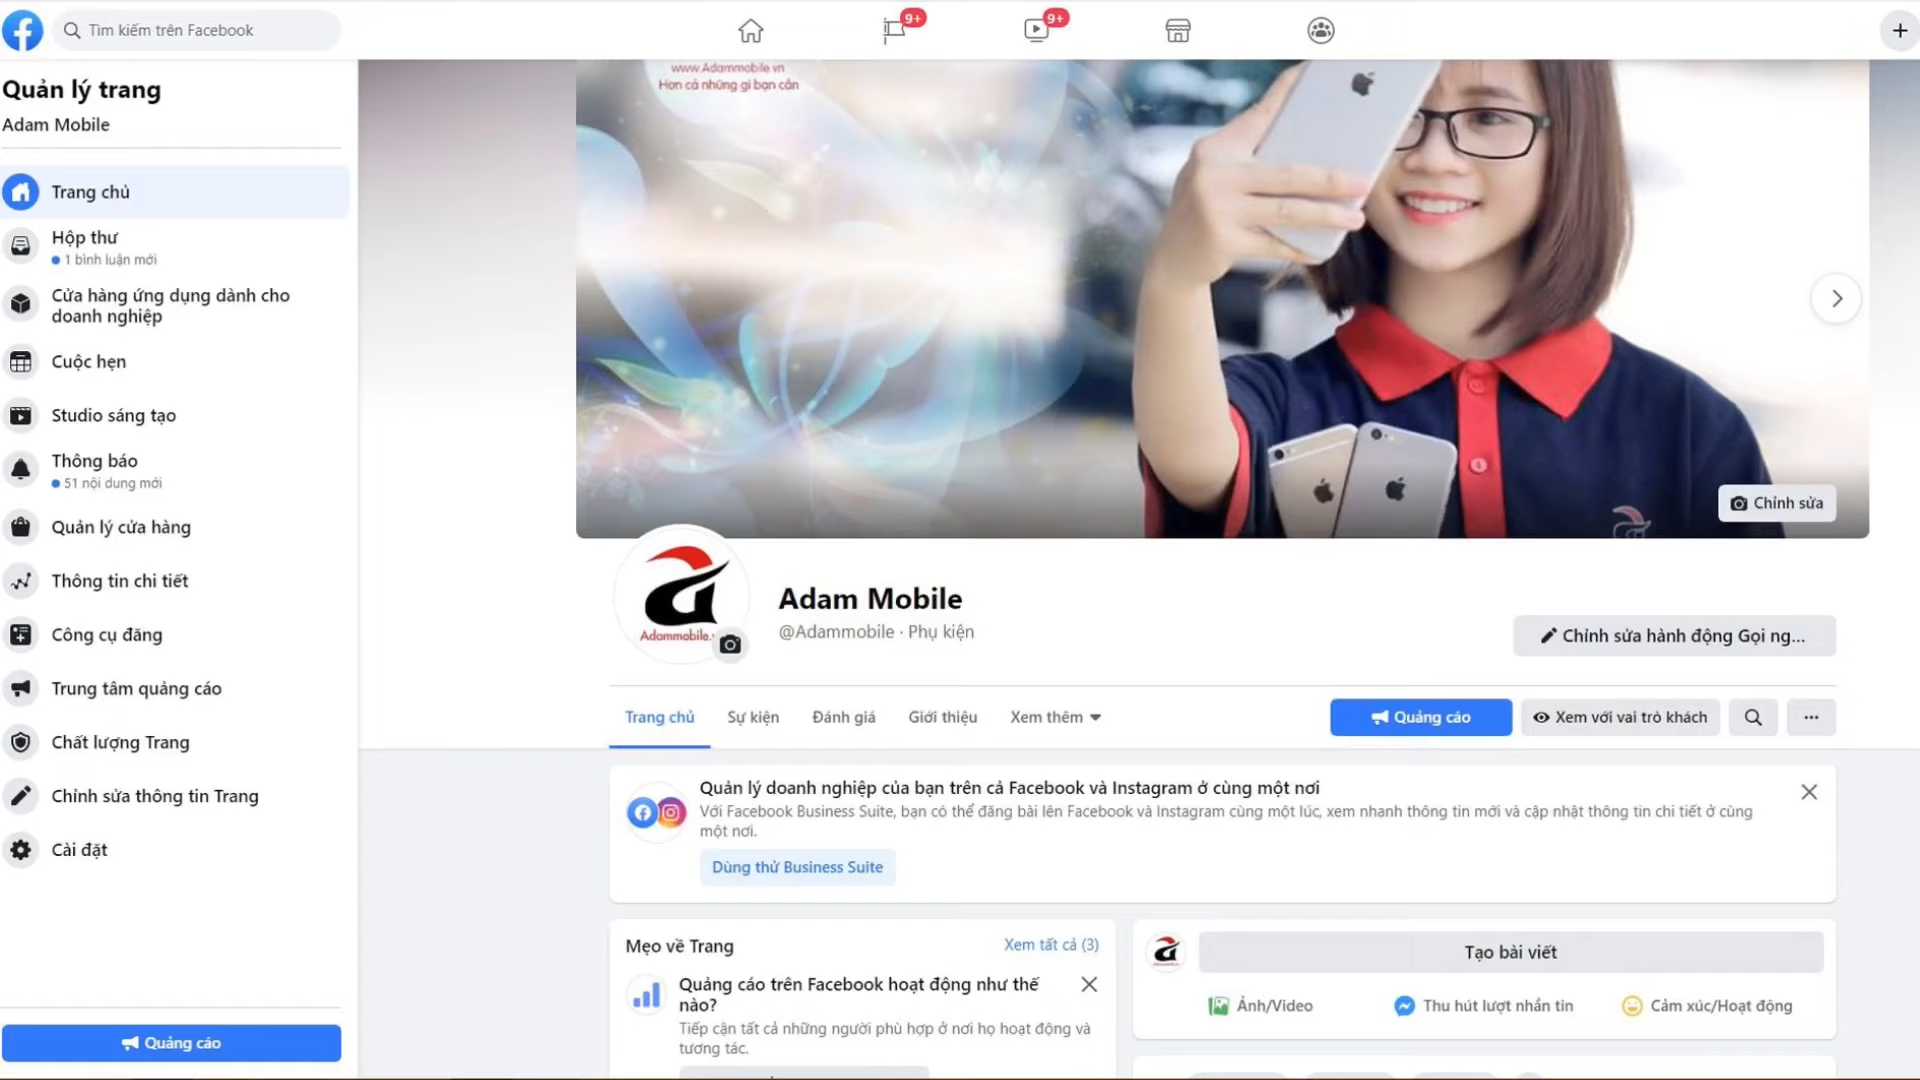 Tìm kiếm trên Facebook
9+
9+
Quản lý trang
Adam Mobile
Trang chủ
Hộp thư
1 bình luận mới
Cửa hàng ứng dụng dành cho
doanh nghiệp
Cuộc hẹn
Studio sáng tạo
Thông báo
51 nội dung mới
Quản lý cửa hàng
Thông tin chi tiết
Công cụ đăng
Trung tâm quảng cáo
Chất lượng Trang
Chỉnh sửa thông tin Trang
Cài đặt
Quảng cáo
www.Adammobile.vn
Hơn cả những gì bạn cần
Chỉnh sửa
Adammobile.
Adam Mobile
@Adammobile · Phụ kiện
Chỉnh sửa hành động Gọi ng...
Trang chủ
Sự kiện
Đánh giá
Giới thiệu
Xem thêm
Quảng cáo
Xem với vai trò khách
Quản lý doanh nghiệp của bạn trên cả Facebook và Instagram ở cùng một nơi
Với Facebook Business Suite, bạn có thể đăng bài lên Facebook và Instagram cùng một lúc, xem nhanh thông tin mới và cập nhật thông tin chi tiết ở cùng
một nơi.
Dùng thử Business Suite
Mẹo về Trang
Xem tất cả (3)
Quảng cáo trên Facebook hoạt động như thế
nào?
Tiếp cận tất cả những người phù hợp ở nơi họ hoạt động và
tương tác.
Tạo bài viết
Ảnh/Video
Thu hút lượt nhắn tin
Cảm xúc/Hoạt động